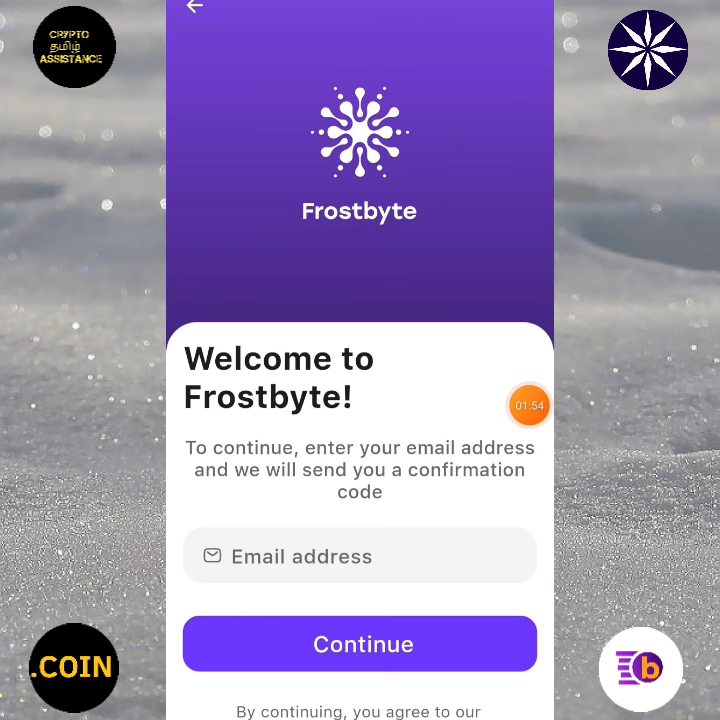 CRYPTO
தமிழ்
ASSISTANCE
Frostbyte
Welcome to
Frostbyte!
01:54
To continue, enter your email address
and we will send you a confirmation
code
Email address
Continue
By continuing, you agree to our
.COIN
b